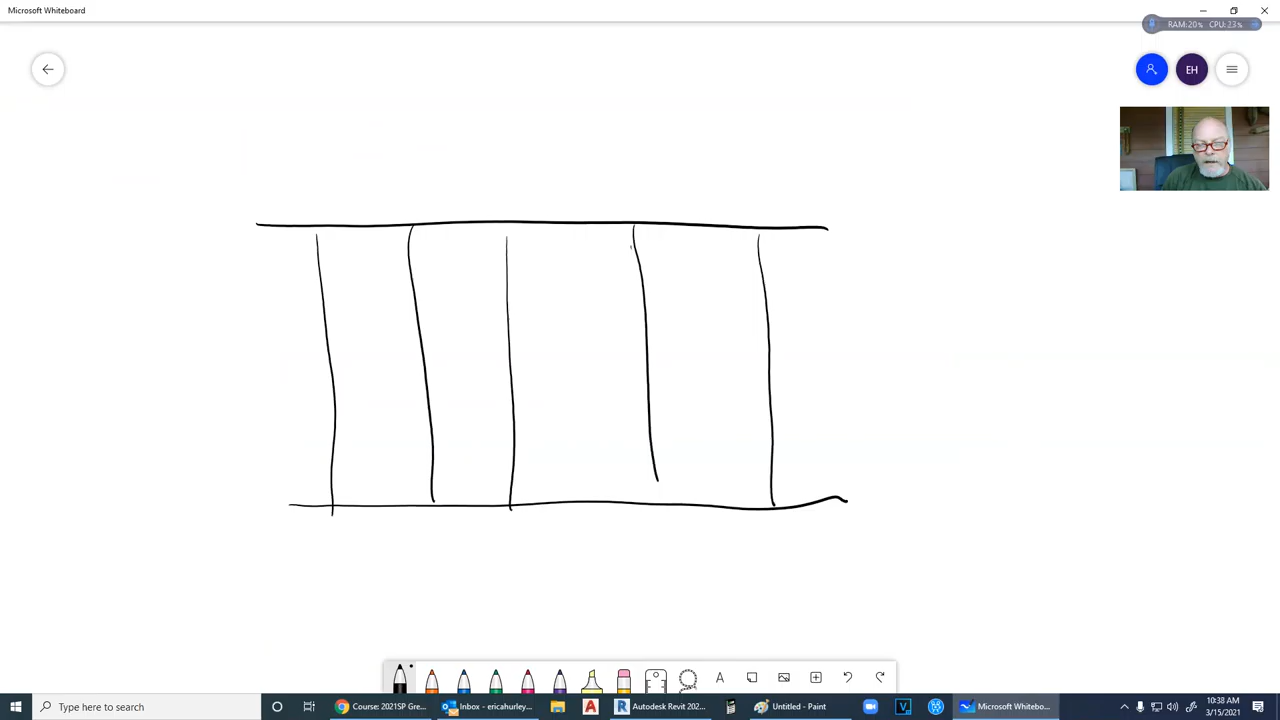 Microsoft Whiteboard
RAM:20% CPU:23%
EH
A
Type here to search
Course: 2021SP Gre...
Inbox - ericahurley...
Autodesk Revit 202...
Untitled - Paint
Microsoft Whitebo...
10:38 AM
3/15/2021